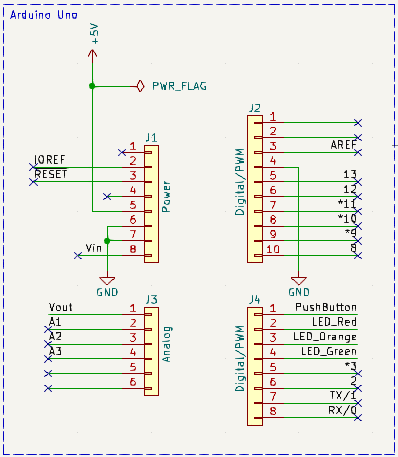 Arduino Uno
+5V
PWR_FLAG
J1
1
2
3
4
5
6
7
8
IOREF
RESET
Vin
Power
GND
J2
1
2
3
4
5
6
7
8
9
10
AREF
13
12
*11
*10
*9
8
Digital/PWM
GND
J3
1
2
3
4
5
6
Vout
A1
A2
A3
Analog
J4
1
2
3
4
5
6
7
8
PushButton
LED_Red
LED_Orange
LED_Green
*3
2
TX/1
RX/0
Digital/PWM